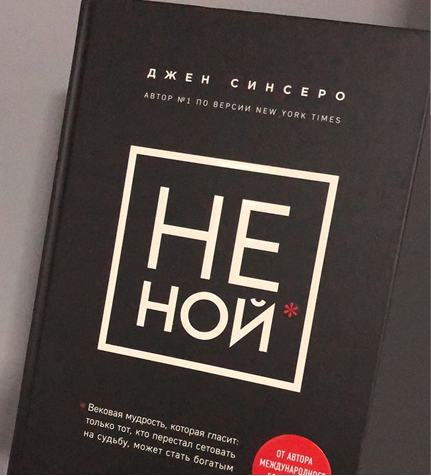 ДЖЕН СИНСЕРО
АВТОР №1 ПО ВЕРСИИ NEW YORK TIMES
НЕ
НОЙ*
* Вековая мудрость, которая гласит:
только тот, кто перестал сетовать
на судьбу, может стать богатым
ОТ АВТОРА
МЕЖДУНАРОДНОГО